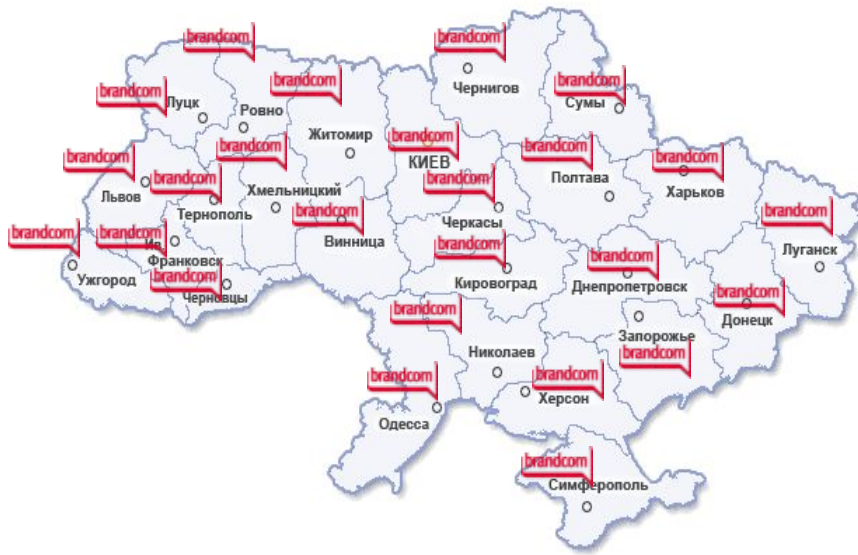 brandcom
brandcom
Чернигов
brandcom
brandcom
brandcom
Луцк
Ровно
Сумы
Житомир
brandcom
КИЕВ
brandcom
brandcom
Полтава
brandcom
Харьков
brandcom
Львов
brandcom
Тернополь
Хмельницкий
brandcom
Черкассы
brandcom
Винница
brandcom
Луганск
brandcom
Ужгород
brandcom
Ив.
Франковск
brandcom
Кировоград
brandcom
Днепропетровск
brandcom
Черновцы
brandcom
Донецк
brandcom
Запорожье
Николаев
brandcom
brandcom
Херсон
brandcom
Одесса
brandcom
Симферополь